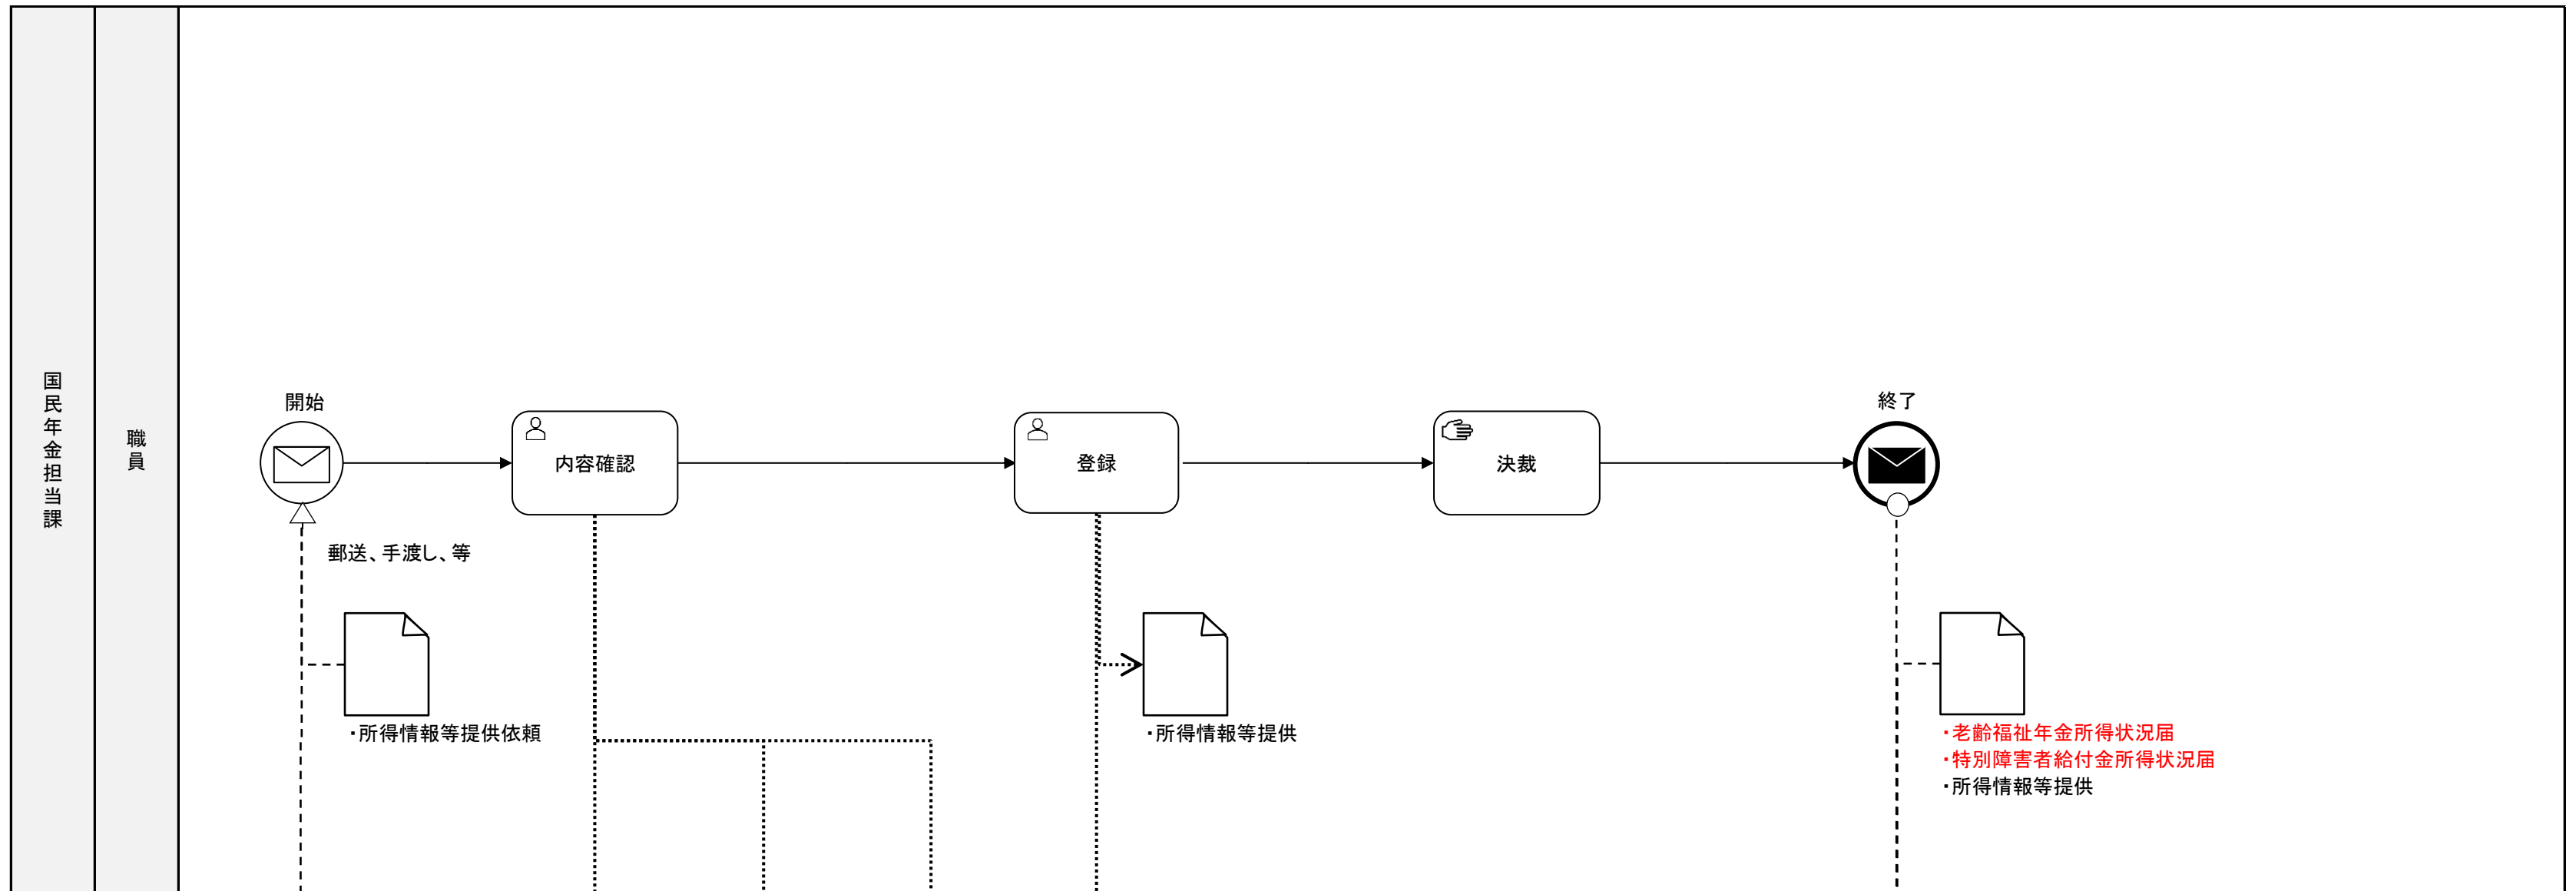 国民年金担当課
職員
開始
内容確認
登録
決裁
終了
郵送、手渡し、等
・所得情報等提供依頼
・所得情報等提供
・老齢福祉年金所得状況届
・特別障害者給付金所得状況届
・所得情報等提供